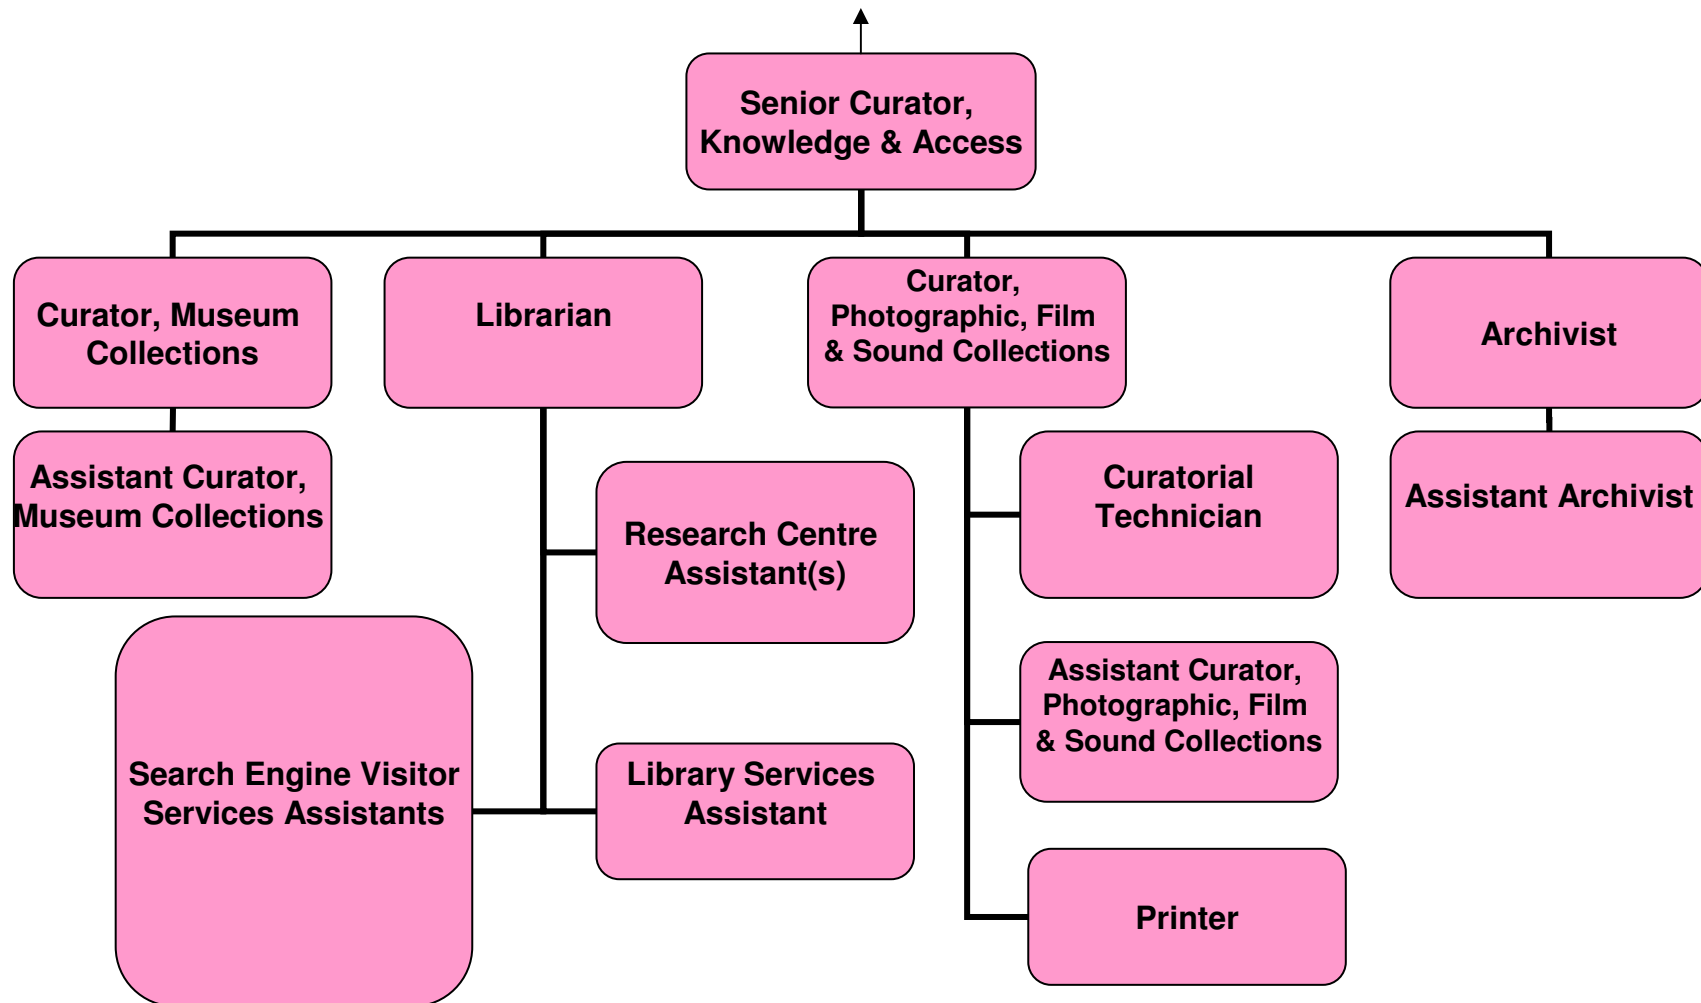 Senior Curator,
Knowledge & Access
Curator, Museum
Collections
Librarian
Curator,
Photographic, Film
& Sound Collections
Archivist
Assistant Curator,
Museum Collections
Research Centre
Assistant(s)
Curatorial
Technician
Assistant Archivist
Search Engine Visitor
Services Assistants
Library Services
Assistant
Assistant Curator,
Photographic, Film
& Sound Collections
Printer